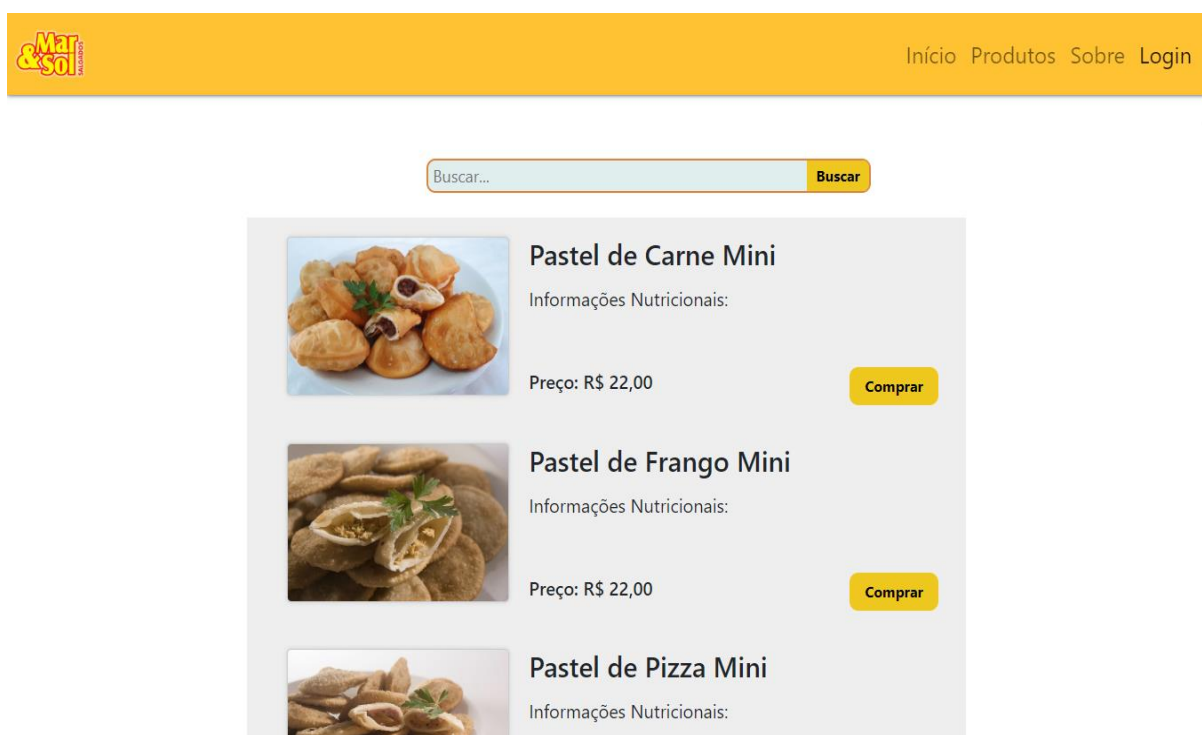 Mar
&Sol
SALGADOS
Início Produtos Sobre Login
Buscar... Buscar
Pastel de Carne Mini
Informações Nutricionais:
Preço: R$ 22,00 Comprar
Pastel de Frango Mini
Informações Nutricionais:
Preço: R$ 22,00 Comprar
Pastel de Pizza Mini
Informações Nutricionais: